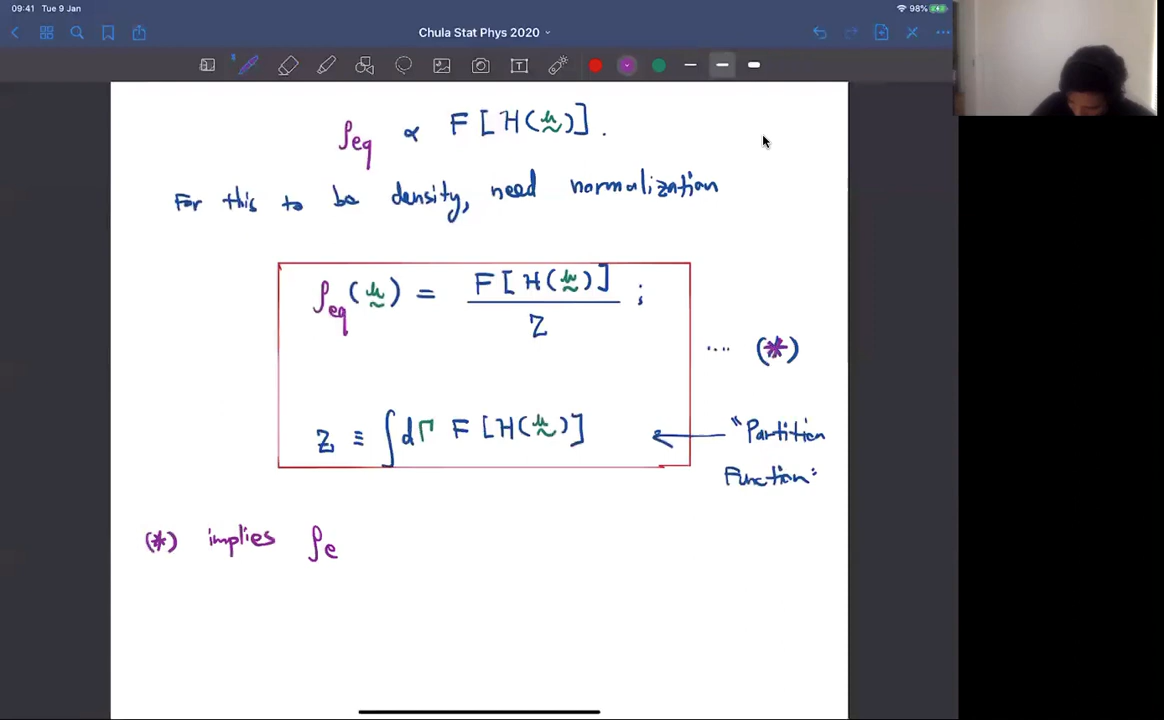 09:41 Tue 9 Jan 98%
Chula Stat Phys 2020
ρeq ∝ F[H(μ)].
For this to be density, need normalization
ρeq(μ) = F[H(μ)] / Z ;
.... (*)
Z ≡ ∫dΓ F[H(μ)] ← "Partition
Function"
(*) implies ρe